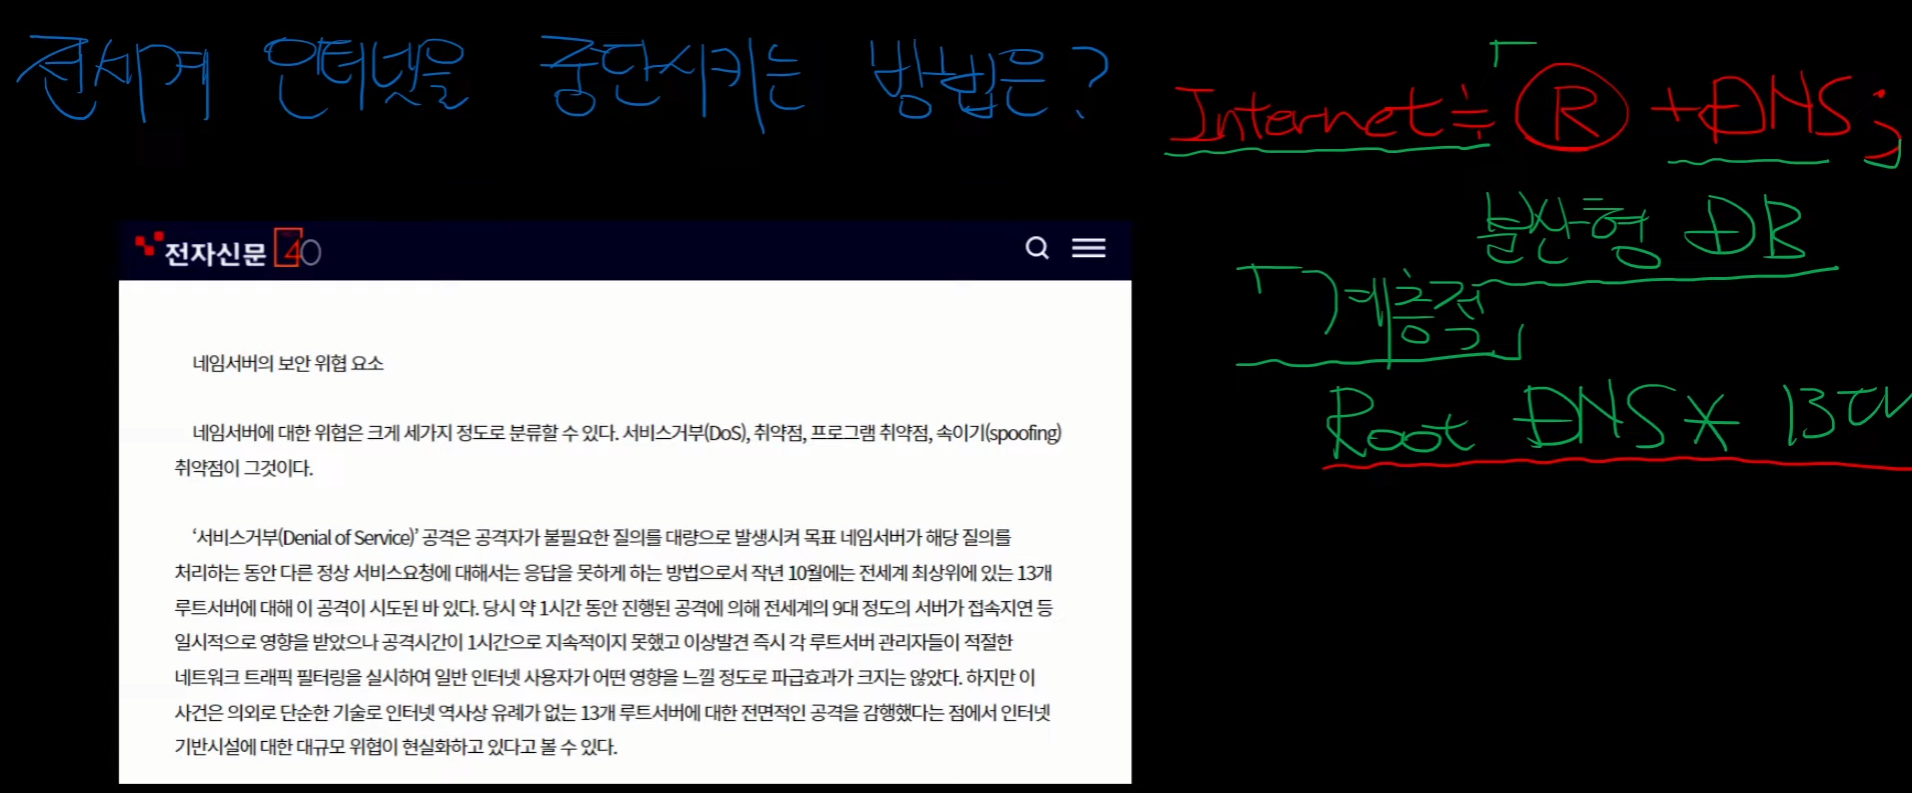 전세계 인터넷을 중단시키는 방법은?
Internet ≒ Ⓡ + DNS;
분산형 DB
「계층적」
Root DNS * 13대
전자신문 40
네임서버의 보안 위협 요소
네임서버에 대한 위협은 크게 세가지 정도로 분류할 수 있다. 서비스거부(DoS), 취약점, 프로그램 취약점, 속이기(spoofing)
취약점이 그것이다.
‘서비스거부(Denial of Service)’ 공격은 공격자가 불필요한 질의를 대량으로 발생시켜 목표 네임서버가 해당 질의를
처리하는 동안 다른 정상 서비스요청에 대해서는 응답을 못하게 하는 방법으로서 작년 10월에는 전세계 최상위에 있는 13개
루트서버에 대해 이 공격이 시도된 바 있다. 당시 약 1시간 동안 진행된 공격에 의해 전세계의 9대 정도의 서버가 접속지연 등
일시적으로 영향을 받았으나 공격시간이 1시간으로 지속적이지 못했고 이상발견 즉시 각 루트서버 관리자들이 적절한
네트워크 트래픽 필터링을 실시하여 일반 인터넷 사용자가 어떤 영향을 느낄 정도로 파급효과가 크지는 않았다. 하지만 이
사건은 의외로 단순한 기술로 인터넷 역사상 유례가 없는 13개 루트서버에 대한 전면적인 공격을 감행했다는 점에서 인터넷
기반시설에 대한 대규모 위협이 현실화하고 있다고 볼 수 있다.